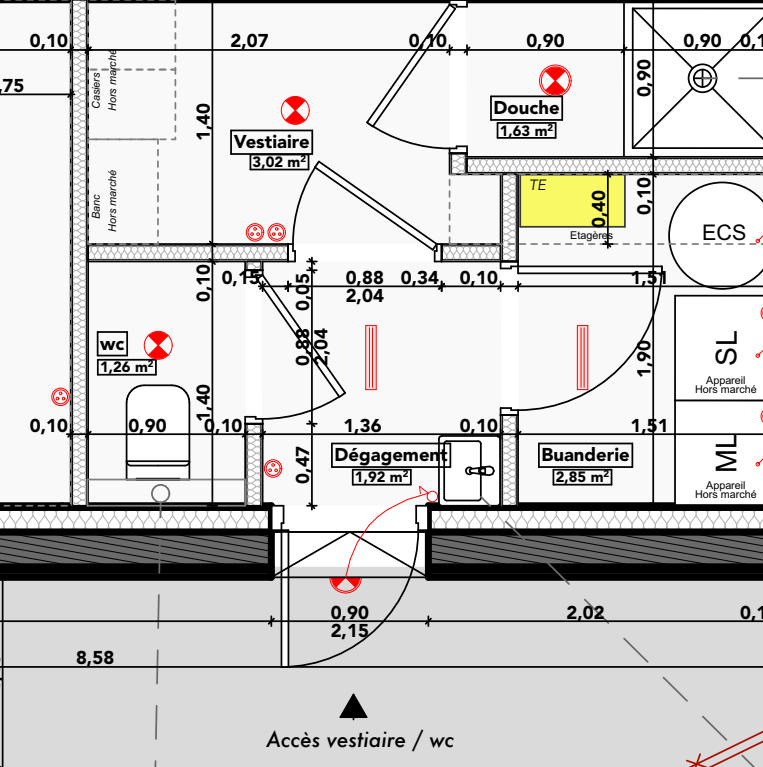 0,10
2,07
0,10
0,90
0,90
0,1
,75
Casiers
Hors marché
1,40
0,90
Douche
1,63 m²
Vestiaire
3,02 m²
TE
0,40
0,10
Etagères
Banc
Hors marché
ECS
0,10
0,15
0,05
0,88
2,04
0,34
0,10
1,51
wc
1,26 m²
0,88
2,04
1,90
SL
Appareil
Hors marché
1,40
0,10
0,90
0,10
1,36
0,10
1,51
0,47
Dégagement
1,92 m²
Buanderie
2,85 m²
ML
Appareil
Hors marché
0,90
2,15
2,02
0,1
8,58
Accès vestiaire / wc